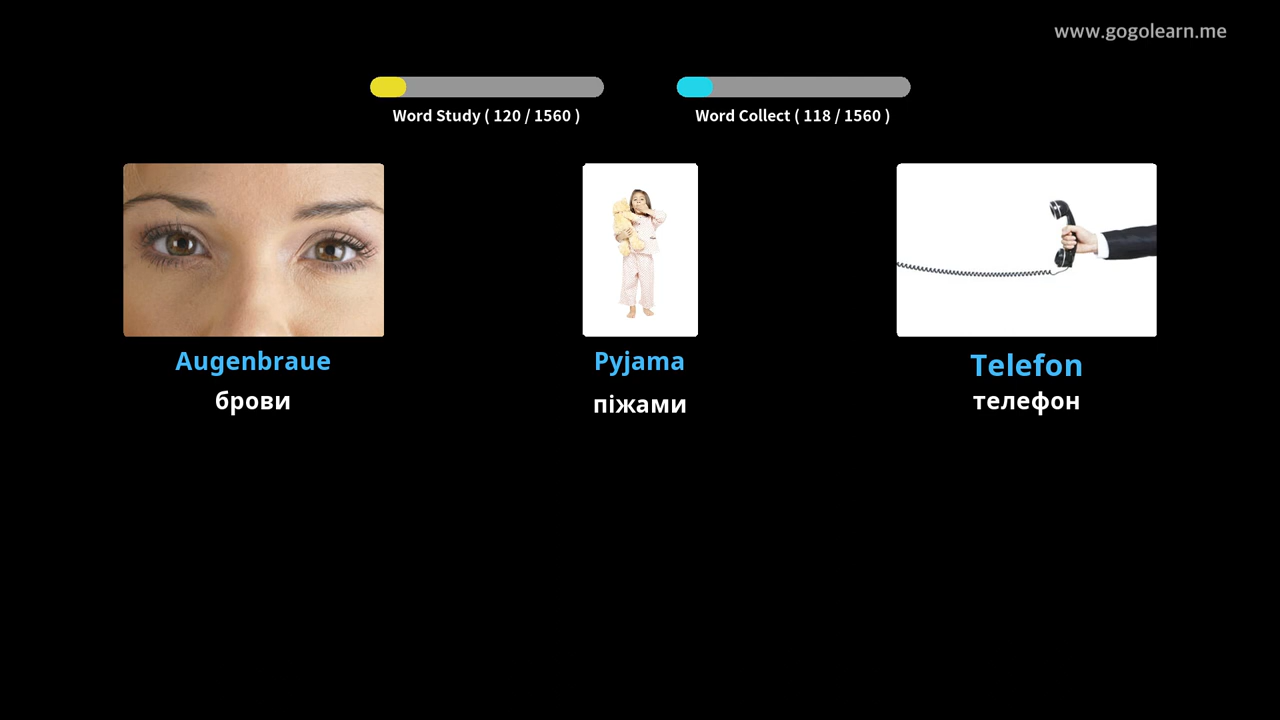 www.gogolearn.me
Word Study ( 120 / 1560 )
Word Collect ( 118 / 1560 )
Augenbraue
брови
Pyjama
піжами
Telefon
телефон